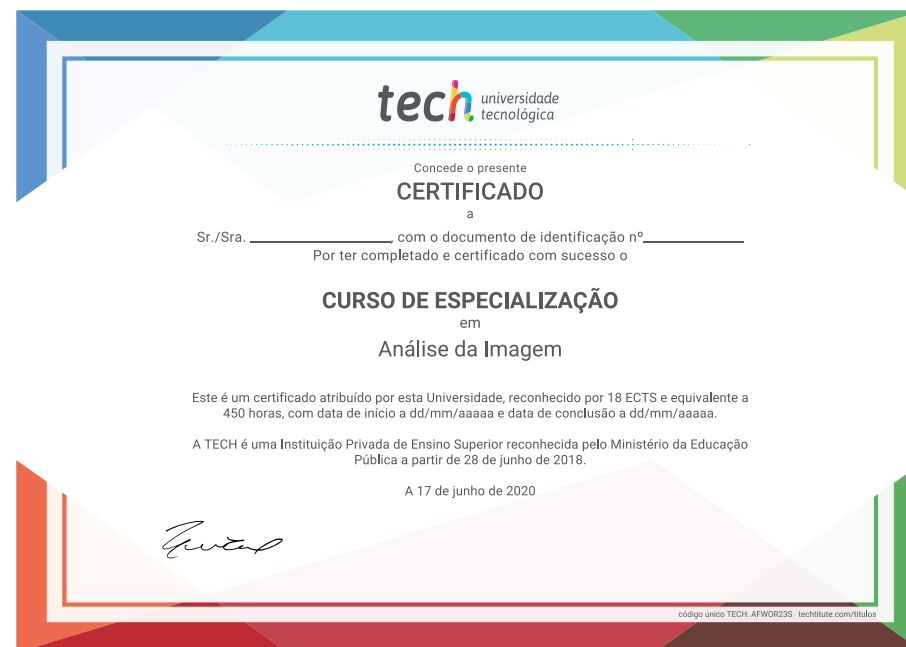 tech universidade
tecnológica
Concede o presente
CERTIFICADO
a
Sr./Sra. , com o documento de identificação nº
Por ter completado e certificado com sucesso o
CURSO DE ESPECIALIZAÇÃO
em
Análise da Imagem
Este é um certificado atribuído por esta Universidade, reconhecido por 18 ECTS e equivalente a
450 horas, com data de início a dd/mm/aaaaa e data de conclusão a dd/mm/aaaaa.
A TECH é uma Instituição Privada de Ensino Superior reconhecida pelo Ministério da Educação
Pública a partir de 28 de junho de 2018.
A 17 de junho de 2020
código único TECH: AFWOR23S techtitute.com/titulos